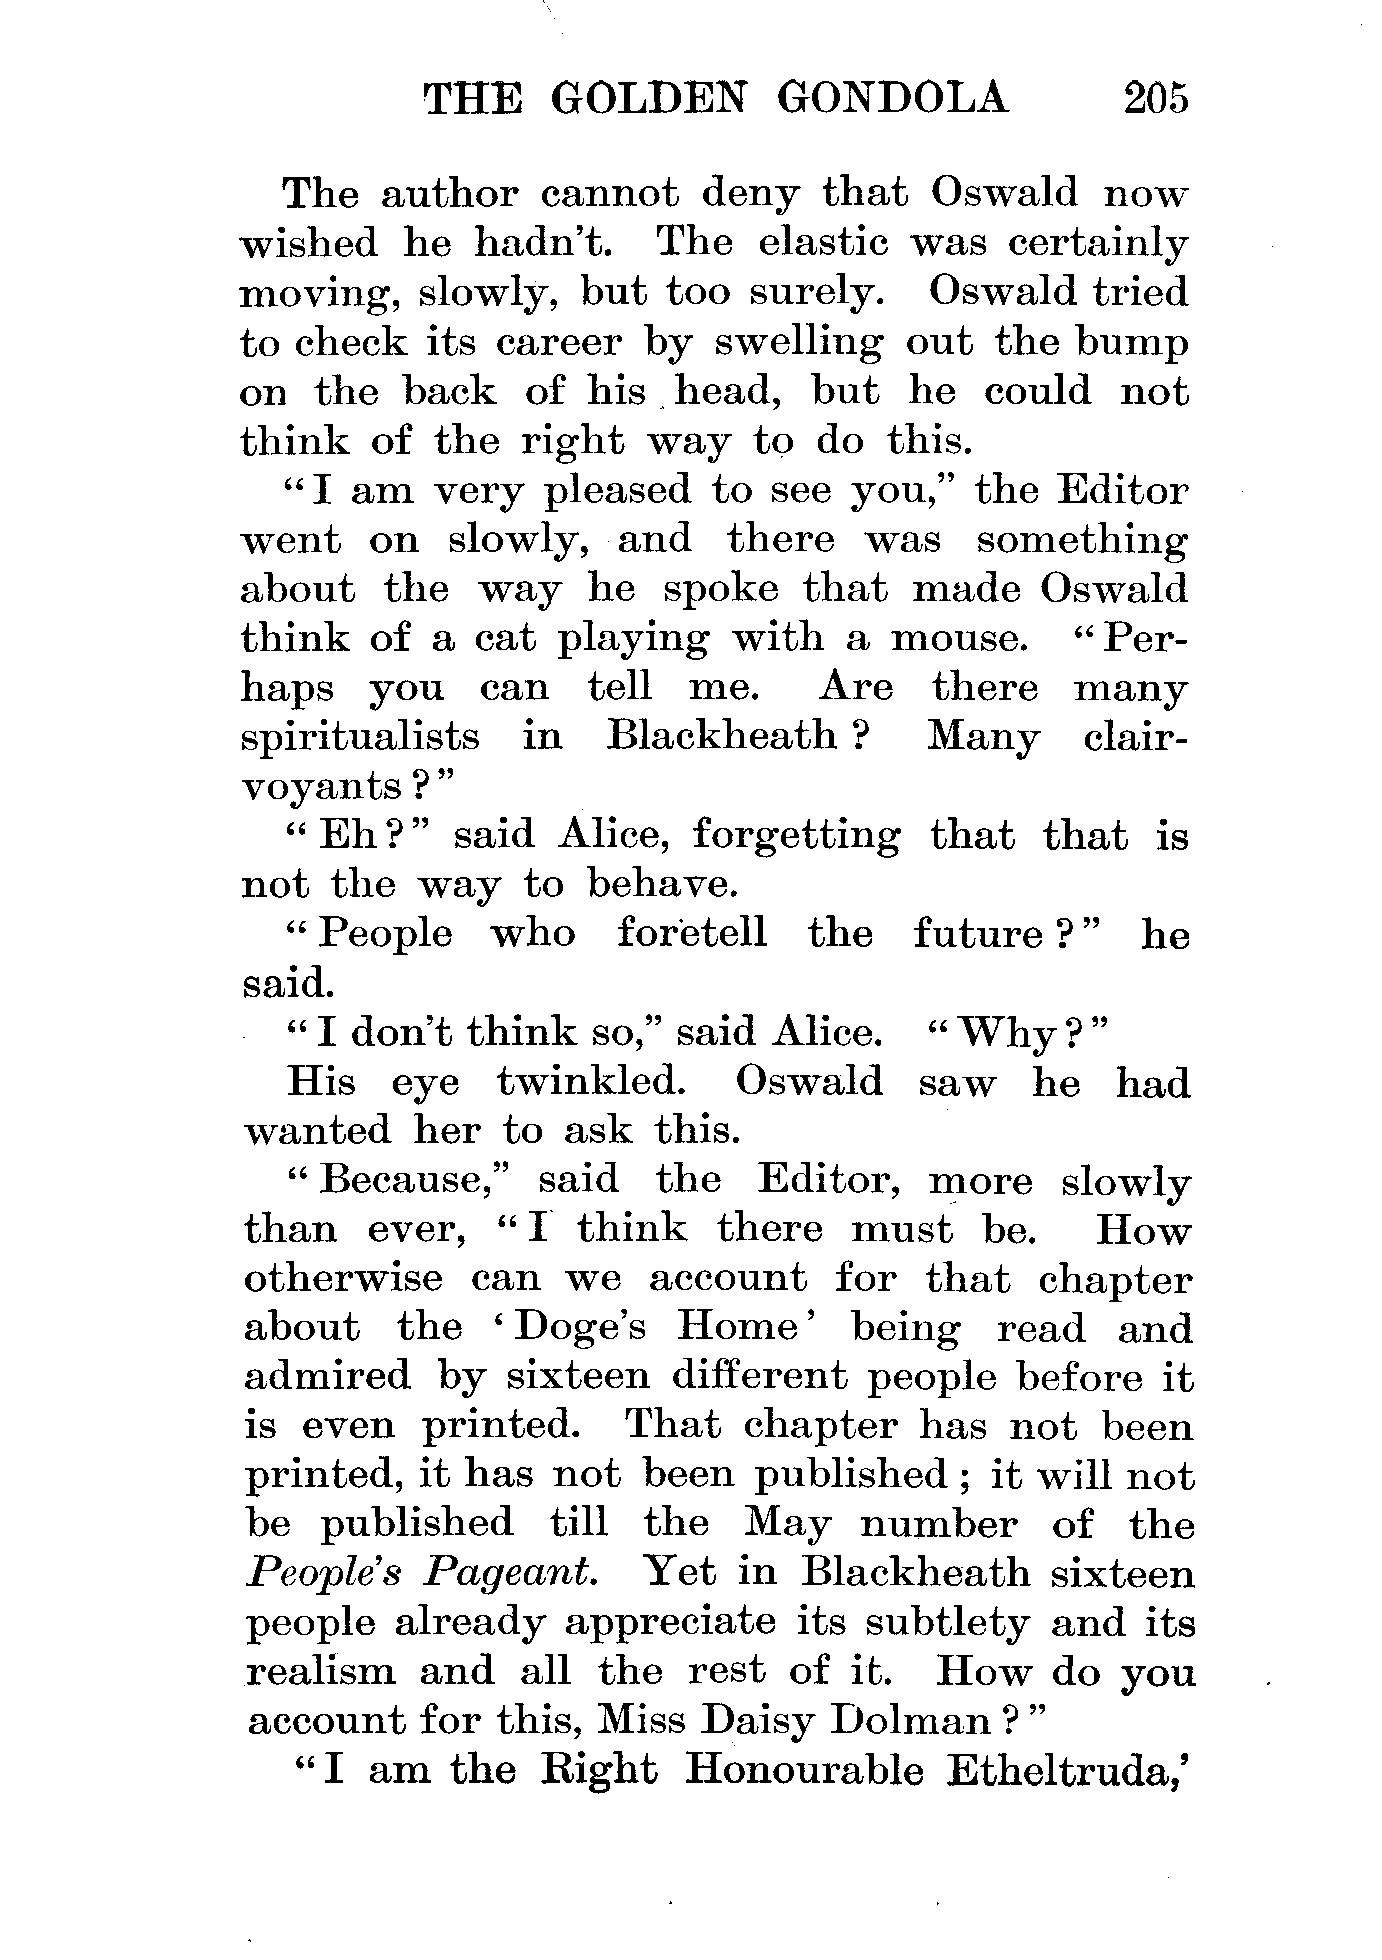 THE GOLDEN GONDOLA 205
The author cannot deny that Oswald now
wished he hadn't. The elastic was certainly
moving, slowly, but too surely. Oswald tried
to check its career by swelling out the bump
on the back of his head, but he could not
think of the right way to do this.
“I am very pleased to see you,” the Editor
went on slowly, and there was something
about the way he spoke that made Oswald
think of a cat playing with a mouse. “Per-
haps you can tell me. Are there many
spiritualists in Blackheath ? Many clair-
voyants ?”
“Eh?” said Alice, forgetting that that is
not the way to behave.
“People who foretell the future ?” he
said.
“I don't think so,” said Alice. “Why?”
His eye twinkled. Oswald saw he had
wanted her to ask this.
“Because,” said the Editor, more slowly
than ever, “I think there must be. How
otherwise can we account for that chapter
about the ‘Doge's Home’ being read and
admired by sixteen different people before it
is even printed. That chapter has not been
printed, it has not been published ; it will not
be published till the May number of the
People's Pageant. Yet in Blackheath sixteen
people already appreciate its subtlety and its
realism and all the rest of it. How do you
account for this, Miss Daisy Dolman ?”
“I am the Right Honourable Etheltruda,’